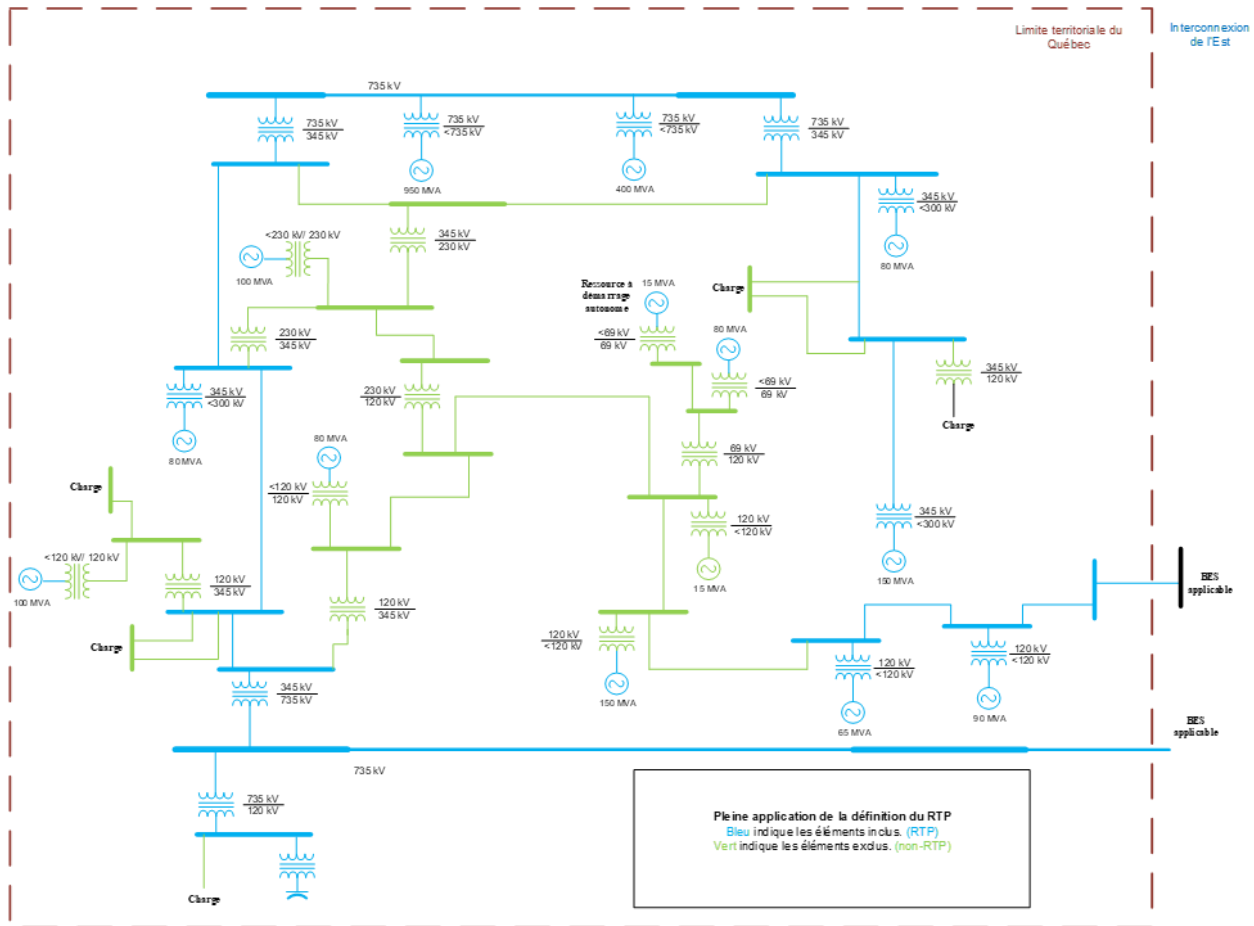 Limite territoriale du
Québec
Interconnexion
de l'Est
735 kV
735 kV
345 kV
735 kV
<735 kV
735 kV
<735 kV
735 kV
345 kV
950 MVA
400 MVA
345 kV
<300 kV
80 MVA
<230 kV/ 230 kV
100 MVA
345 kV
230 kV
Ressource à
démarrage
autonome
15 MVA
Charge
<69 kV
69 kV
80 MVA
230 kV
345 kV
<69 kV
69 kV
345 kV
120 kV
Charge
345 kV
<300 kV
80 MVA
230 kV
120 kV
80 MVA
69 kV
120 kV
Charge
<120 kV
120 kV
120 kV
<120 kV
345 kV
<300 kV
<120 kV/ 120 kV
100 MVA
120 kV
345 kV
15 MVA
150 MVA
120 kV
345 kV
BES
applicable
Charge
120 kV
<120 kV
150 MVA
120 kV
<120 kV
65 MVA
120 kV
<120 kV
90 MVA
345 kV
735 kV
BES
applicable
735 kV
735 kV
120 kV
Charge
Pleine application de la définition du RTP
Bleu indique les éléments inclus. (RTP)
Vert indique les éléments exclus. (non-RTP)